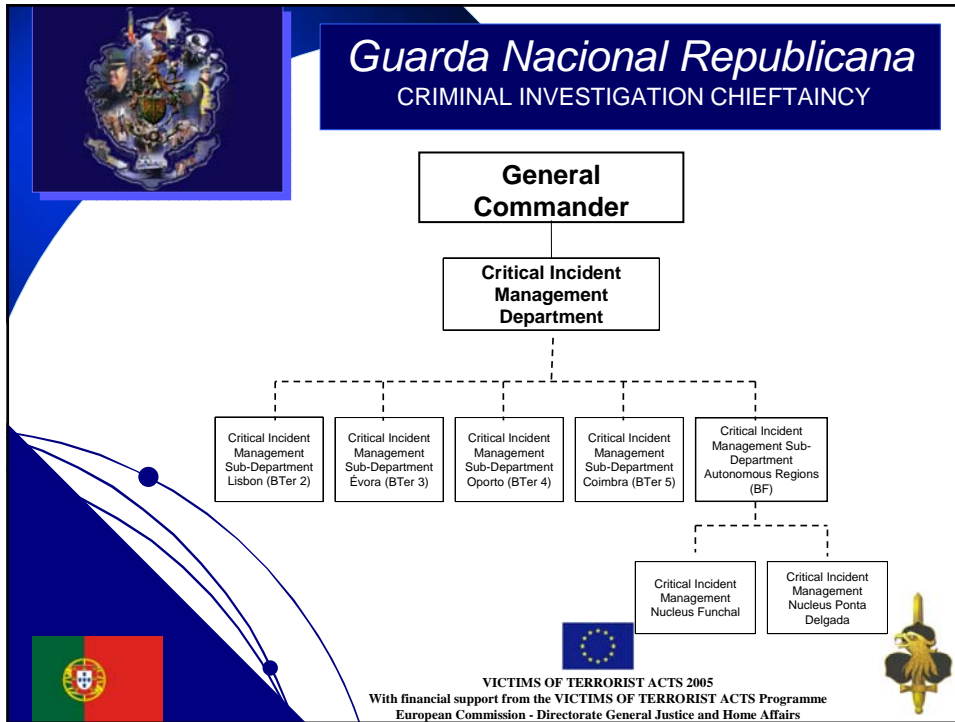 Guarda Nacional Republicana
CRIMINAL INVESTIGATION CHIEFTAINCY
General
Commander
Critical Incident
Management
Department
Critical Incident
Management
Sub-Department
Lisbon (BTer 2)
Critical Incident
Management
Sub-Department
Évora (BTer 3)
Critical Incident
Management
Sub-Department
Oporto (BTer 4)
Critical Incident
Management
Sub-Department
Coimbra (BTer 5)
Critical Incident
Management Sub-
Department
Autonomous Regions
(BF)
Critical Incident
Management
Nucleus Funchal
Critical Incident
Management
Nucleus Ponta
Delgada
VICTIMS OF TERRORIST ACTS 2005
With financial support from the VICTIMS OF TERRORIST ACTS Programme
European Commission - Directorate General Justice and Home Affairs